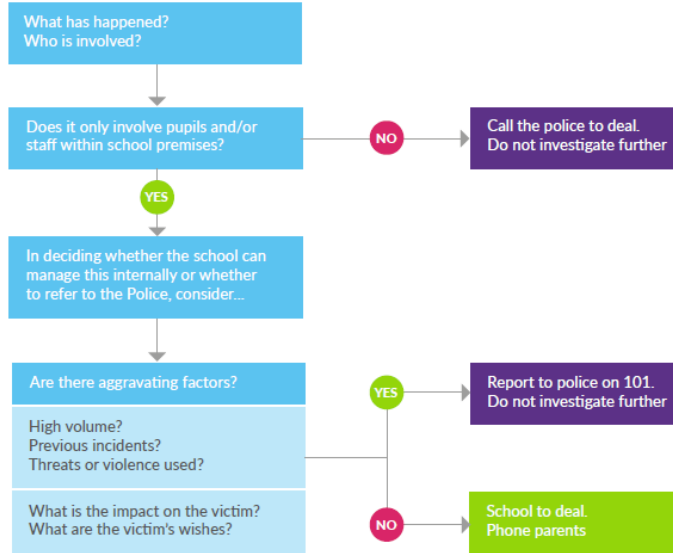 What has happened?
Who is involved?
Does it only involve pupils and/or
staff within school premises?
NO
Call the police to deal.
Do not investigate further
YES
In deciding whether the school can
manage this internally or whether
to refer to the Police, consider...
Are there aggravating factors?
YES
Report to police on 101.
Do not investigate further
High volume?
Previous incidents?
Threats or violence used?
What is the impact on the victim?
What are the victim's wishes?
NO
School to deal.
Phone parents